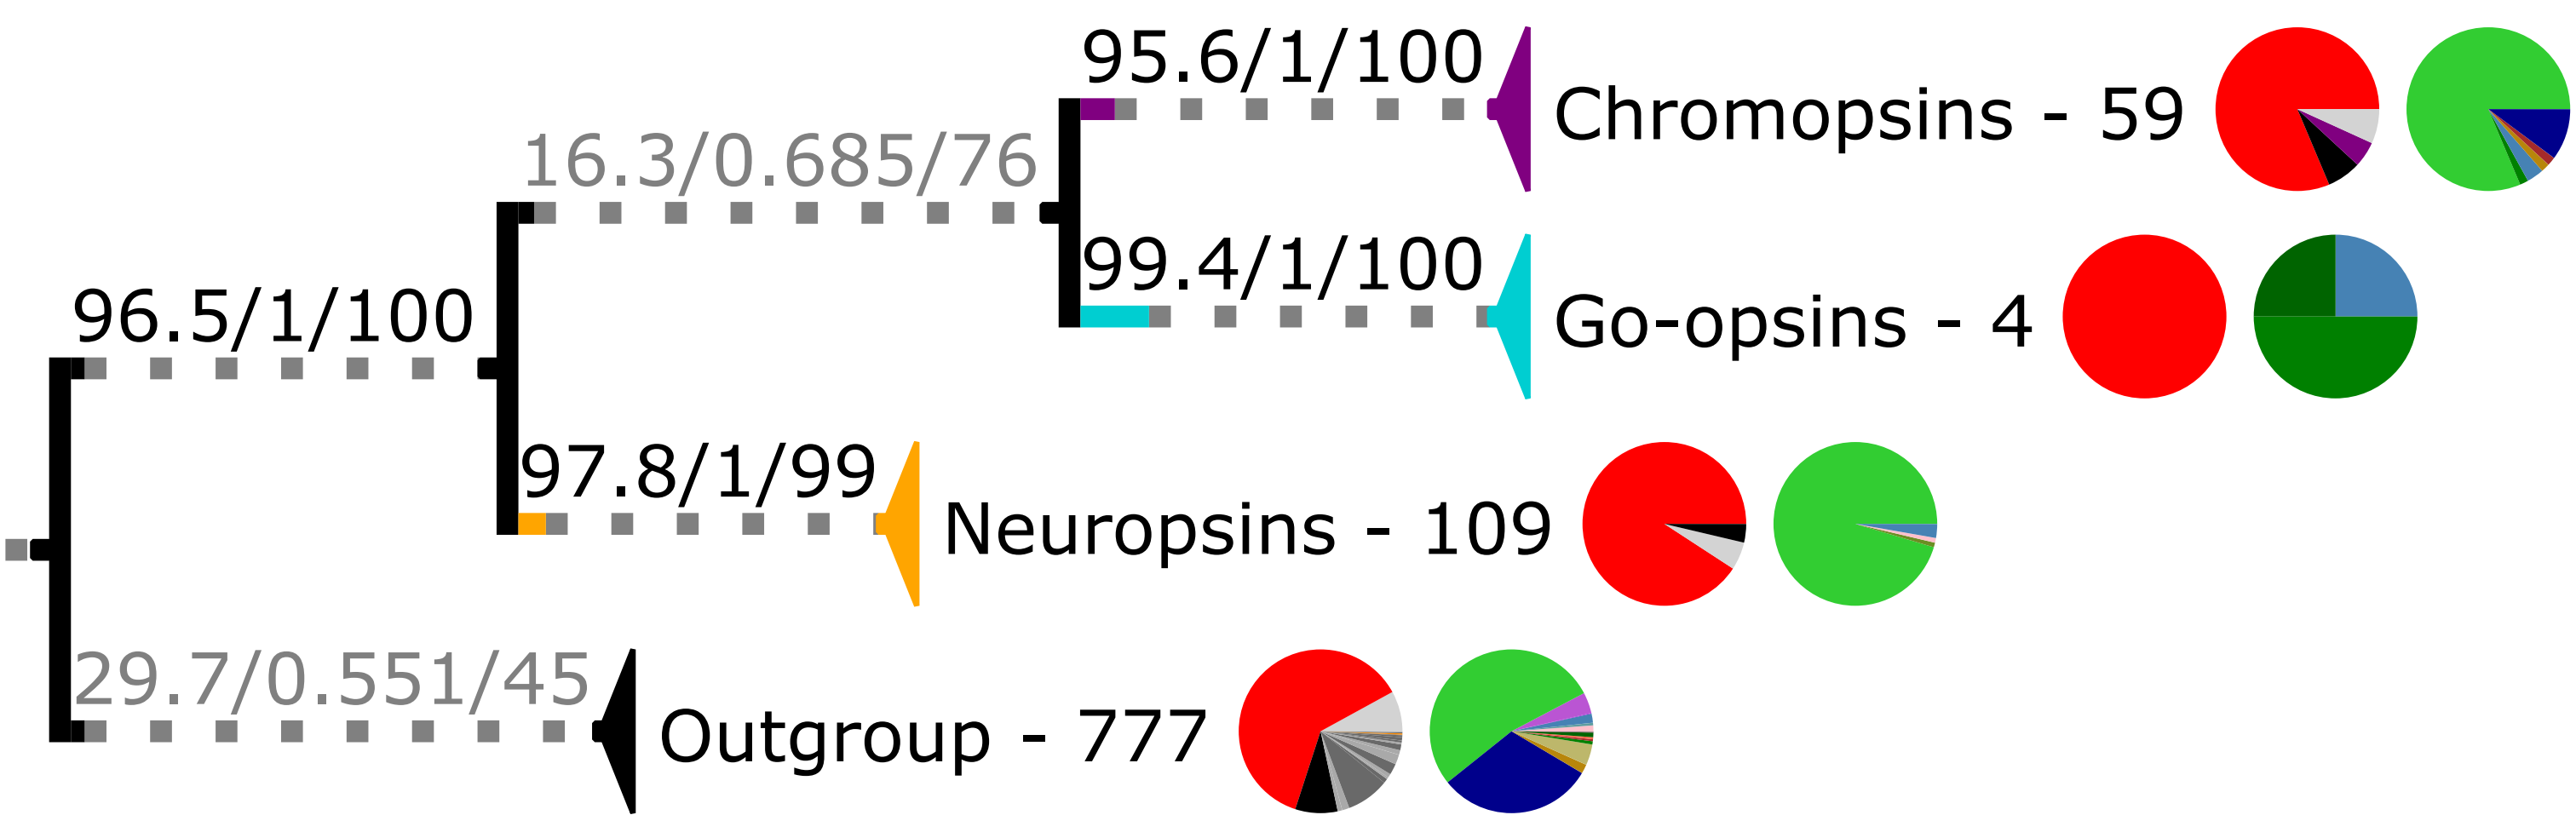 95.6/1/100
Chromopsins - 59
16.3/0.685/76
99.4/1/100
Go-opsins - 4
96.5/1/100
97.8/1/99
Neuropsins - 109
29.7/0.551/45
Outgroup - 777